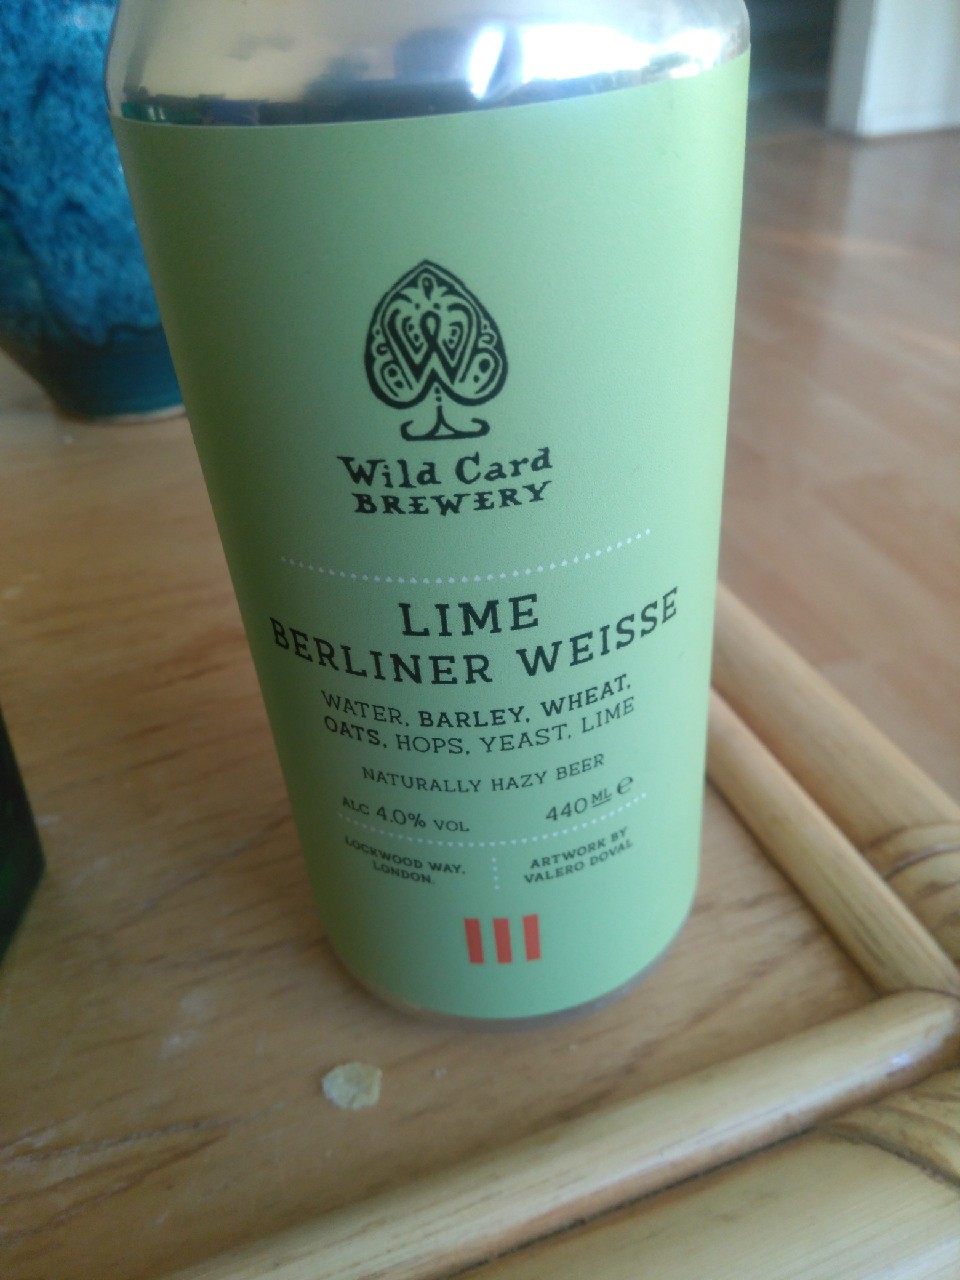 Wild Card
BREWERY
LIME
BERLINER WEISSE
WATER, BARLEY, WHEAT,
OATS, HOPS, YEAST, LIME
NATURALLY HAZY BEER
ALC 4.0% VOL
440 ML ℮
LOCKWOOD WAY,
LONDON.
ARTWORK BY
VALERO DOVAL